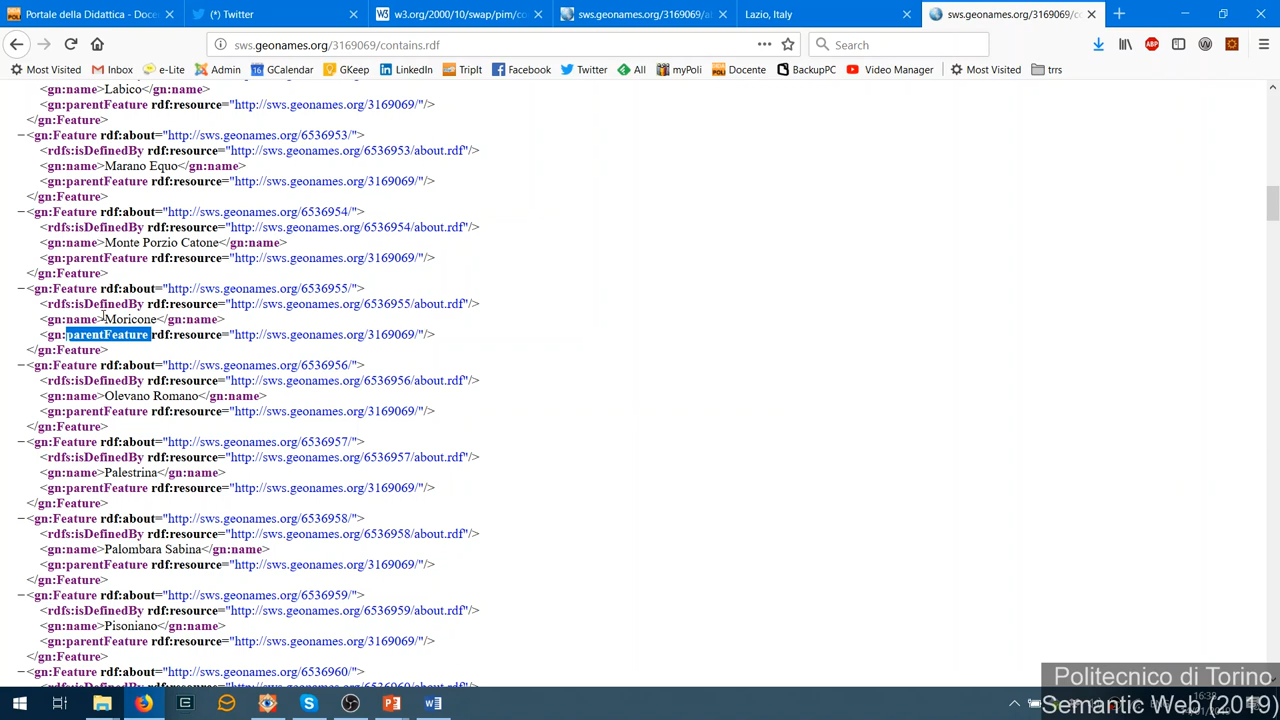 Portale della Didattica - Doce
(*) Twitter
w3.org/2000/10/swap/pim/con
sws.geonames.org/3169069/ab
Lazio, Italy
sws.geonames.org/3169069/co
sws.geonames.org/3169069/contains.rdf
Search
Most Visited
Inbox
e-Lite
Admin
GCalendar
GKeep
LinkedIn
TripIt
Facebook
Twitter
All
myPoli
Docente
BackupPC
Video Manager
Most Visited
trrs
<gn:name>Labico</gn:name>
<gn:parentFeature rdf:resource="http://sws.geonames.org/3169069/"/>
</gn:Feature>
−<gn:Feature rdf:about="http://sws.geonames.org/6536953/">
<rdfs:isDefinedBy rdf:resource="http://sws.geonames.org/6536953/about.rdf"/>
<gn:name>Marano Equo</gn:name>
<gn:parentFeature rdf:resource="http://sws.geonames.org/3169069/"/>
</gn:Feature>
−<gn:Feature rdf:about="http://sws.geonames.org/6536954/">
<rdfs:isDefinedBy rdf:resource="http://sws.geonames.org/6536954/about.rdf"/>
<gn:name>Monte Porzio Catone</gn:name>
<gn:parentFeature rdf:resource="http://sws.geonames.org/3169069/"/>
</gn:Feature>
−<gn:Feature rdf:about="http://sws.geonames.org/6536955/">
<rdfs:isDefinedBy rdf:resource="http://sws.geonames.org/6536955/about.rdf"/>
<gn:name>Moricone</gn:name>
<gn:parentFeature rdf:resource="http://sws.geonames.org/3169069/"/>
</gn:Feature>
−<gn:Feature rdf:about="http://sws.geonames.org/6536956/">
<rdfs:isDefinedBy rdf:resource="http://sws.geonames.org/6536956/about.rdf"/>
<gn:name>Olevano Romano</gn:name>
<gn:parentFeature rdf:resource="http://sws.geonames.org/3169069/"/>
</gn:Feature>
−<gn:Feature rdf:about="http://sws.geonames.org/6536957/">
<rdfs:isDefinedBy rdf:resource="http://sws.geonames.org/6536957/about.rdf"/>
<gn:name>Palestrina</gn:name>
<gn:parentFeature rdf:resource="http://sws.geonames.org/3169069/"/>
</gn:Feature>
−<gn:Feature rdf:about="http://sws.geonames.org/6536958/">
<rdfs:isDefinedBy rdf:resource="http://sws.geonames.org/6536958/about.rdf"/>
<gn:name>Palombara Sabina</gn:name>
<gn:parentFeature rdf:resource="http://sws.geonames.org/3169069/"/>
</gn:Feature>
−<gn:Feature rdf:about="http://sws.geonames.org/6536959/">
<rdfs:isDefinedBy rdf:resource="http://sws.geonames.org/6536959/about.rdf"/>
<gn:name>Pisoniano</gn:name>
<gn:parentFeature rdf:resource="http://sws.geonames.org/3169069/"/>
</gn:Feature>
−<gn:Feature rdf:about="http://sws.geonames.org/6536960/">
<rdfs:isDefinedBy rdf:resource="http://sws.geonames.org/6536960/about.rdf"/>
Politecnico di Torino
Semantic Web (2019)